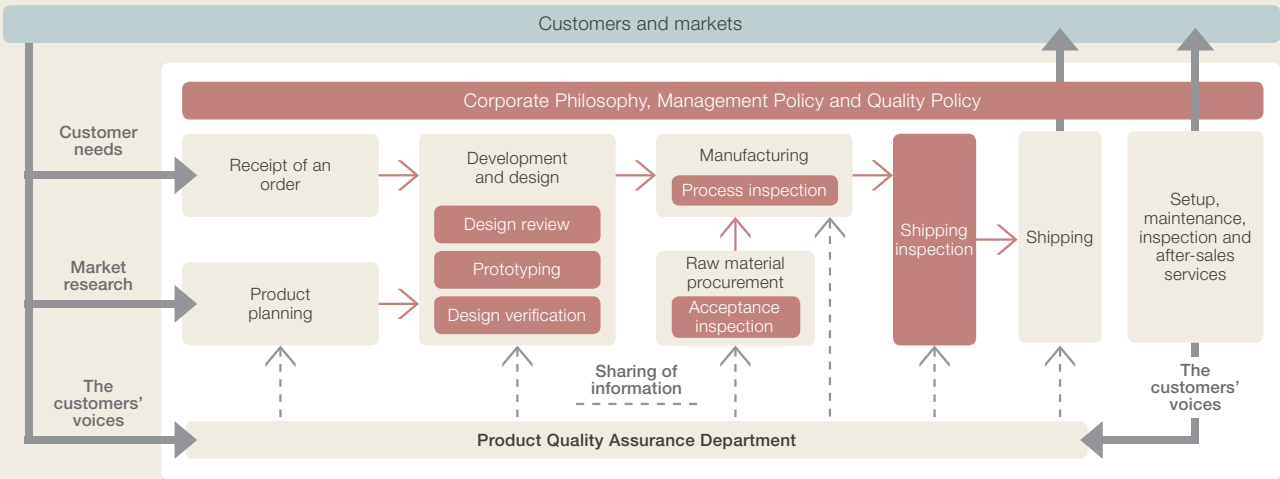 Customers and markets
Corporate Philosophy, Management Policy and Quality Policy
Customer
needs
Receipt of an
order
Development
and design
Design review
Prototyping
Design verification
Manufacturing
Process inspection
Shipping
inspection
Shipping
Setup,
maintenance,
inspection and
after-sales
services
Market
research
Product
planning
Raw material
procurement
Acceptance
inspection
The
customers’
voices
Sharing of
information
The
customers’
voices
Product Quality Assurance Department